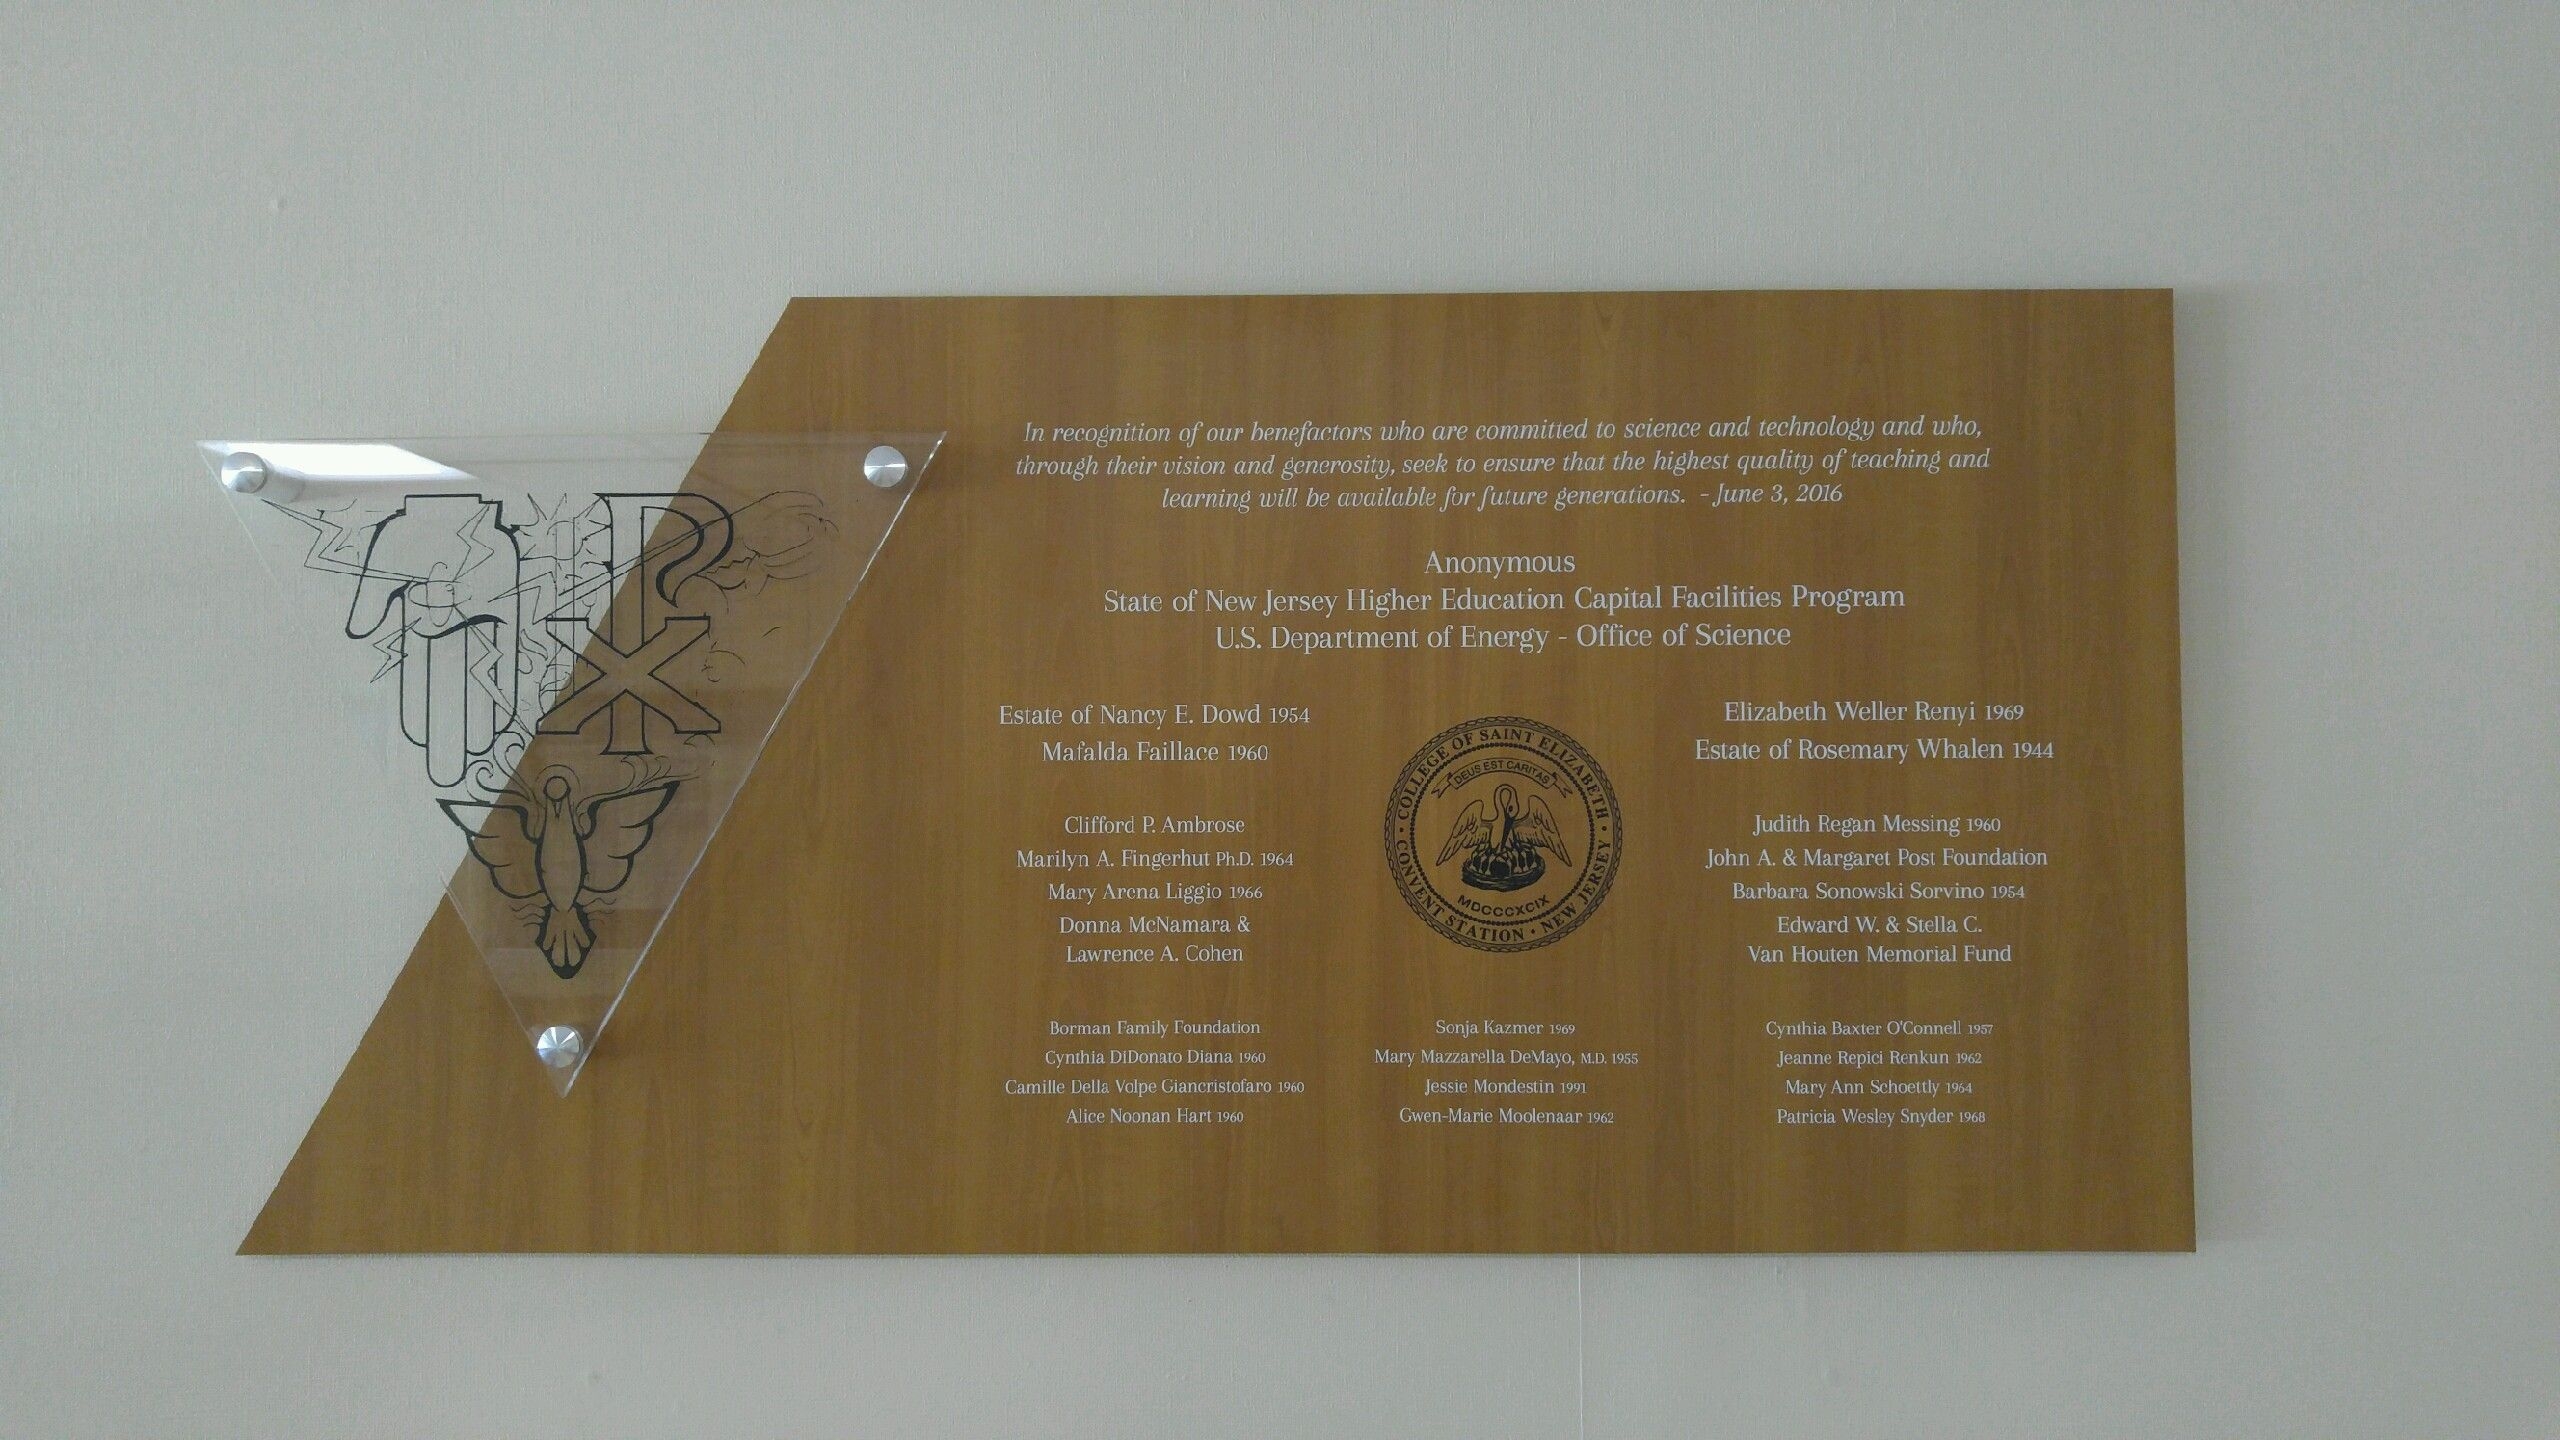 In recognition of our benefactors who are committed to science and technology and who,
through their vision and generosity, seek to ensure that the highest quality of teaching and
learning will be available for future generations. - June 3, 2016
Anonymous
State of New Jersey Higher Education Capital Facilities Program
U.S. Department of Energy - Office of Science
Estate of Nancy E. Dowd 1954
Mafalda Faillace 1960
Elizabeth Weller Renyi 1969
Estate of Rosemary Whalen 1944
Clifford P. Ambrose
Marilyn A. Fingerhut Ph.D. 1964
Mary Arena Liggio 1966
Donna McNamara &
Lawrence A. Cohen
COLLEGE OF SAINT ELIZABETH
DEUS EST CARITAS
MDCCCXCIX
CONVENT STATION • NEW JERSEY
Judith Regan Messing 1960
John A. & Margaret Post Foundation
Barbara Sonowski Sorvino 1954
Edward W. & Stella C.
Van Houten Memorial Fund
Borman Family Foundation
Cynthia DiDonato Diana 1960
Camille Della Volpe Giancristofaro 1960
Alice Noonan Hart 1960
Sonja Kazmer 1969
Mary Mazzarella DeMayo, M.D. 1955
Jessie Mondestin 1991
Gwen-Marie Moolenaar 1962
Cynthia Baxter O'Connell 1957
Jeanne Repici Renkun 1962
Mary Ann Schoettly 1964
Patricia Wesley Snyder 1968